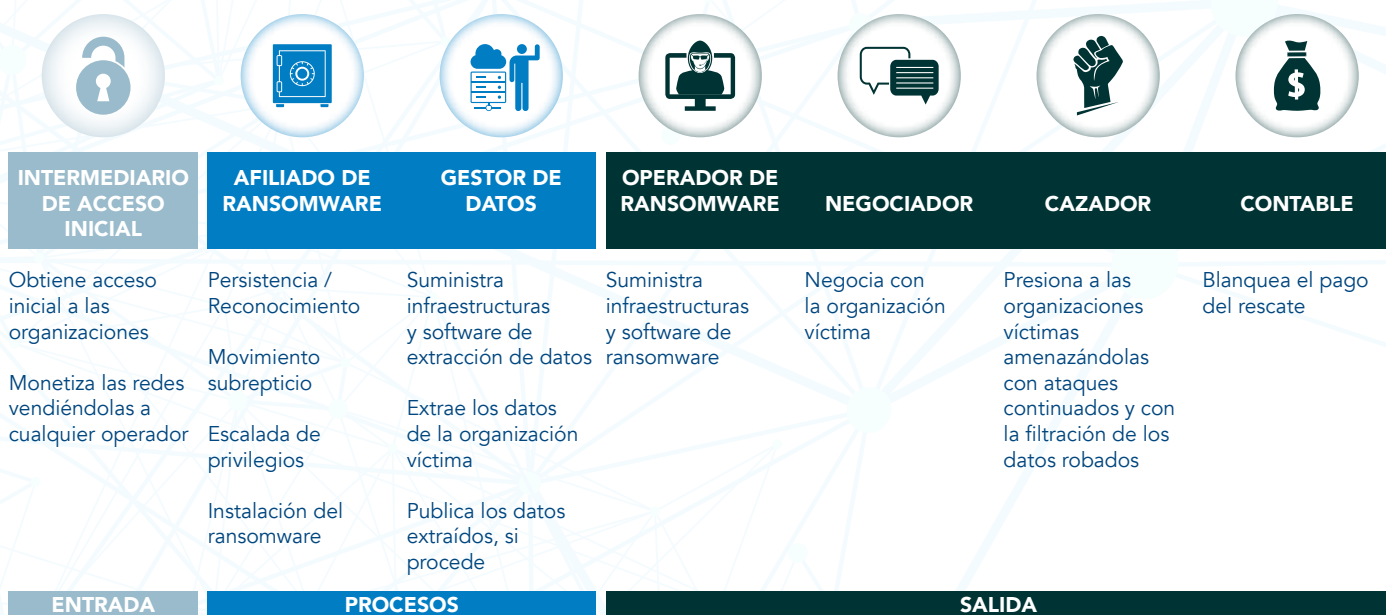 INTERMEDIARIO
DE ACCESO
INICIAL
AFILIADO DE
RANSOMWARE
GESTOR DE
DATOS
OPERADOR DE
RANSOMWARE
NEGOCIADOR
CAZADOR
CONTABLE
Obtiene acceso
inicial a las
organizaciones
Monetiza las redes
vendiéndolas a
cualquier operador
Persistencia /
Reconocimiento
Movimiento
subrepticio
Escalada de
privilegios
Instalación del
ransomware
Suministra
infraestructuras
y software de
extracción de datos
Extrae los datos
de la organización
víctima
Publica los datos
extraídos, si
procede
Suministra
infraestructuras
y software de
ransomware
Negocia con
la organización
víctima
Presiona a las
organizaciones
víctimas
amenazándolas
con ataques
continuados y con
la filtración de los
datos robados
Blanquea el pago
del rescate
ENTRADA
PROCESOS
SALIDA
$